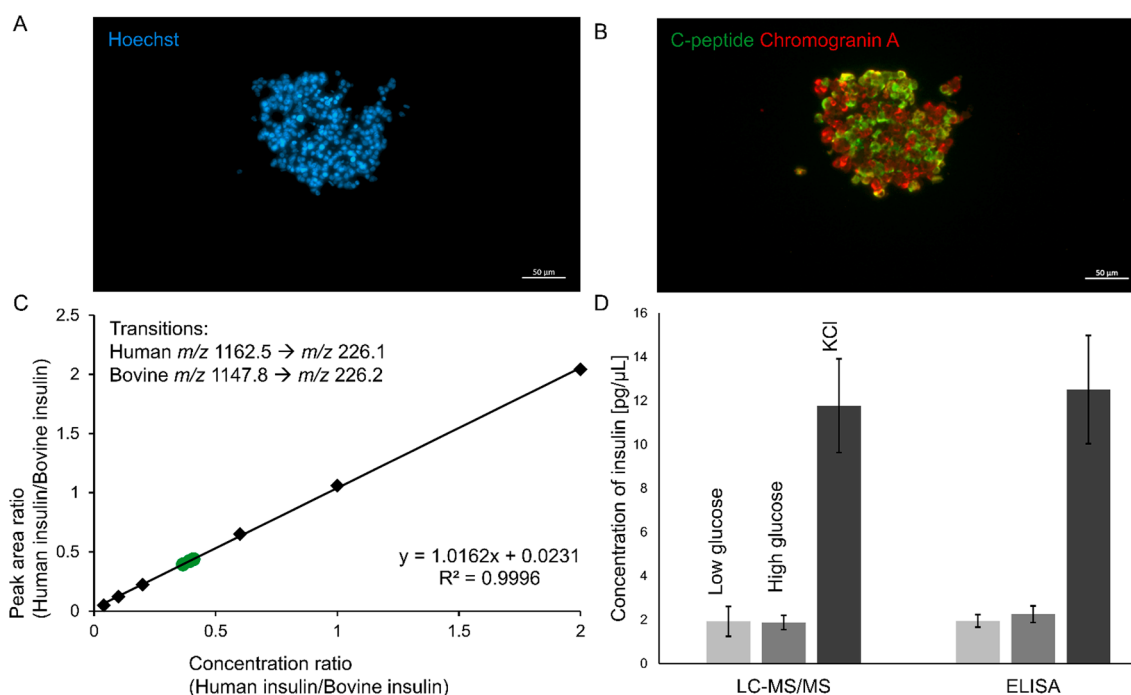 A
Hoechst
50 µm
B
C-peptide Chromogranin A
50 µm
C
Peak area ratio
(Human insulin/Bovine insulin)
2.5
2
1.5
1
0.5
0
Transitions:
Human m/z 1162.5 → m/z 226.1
Bovine m/z 1147.8 → m/z 226.2
y = 1.0162x + 0.0231
R² = 0.9996
0 0.5 1 1.5 2
Concentration ratio
(Human insulin/Bovine insulin)
D
Concentration of insulin [pg/µL]
16
14
12
10
8
6
4
2
0
Low glucose
High glucose
KCl
LC-MS/MS ELISA